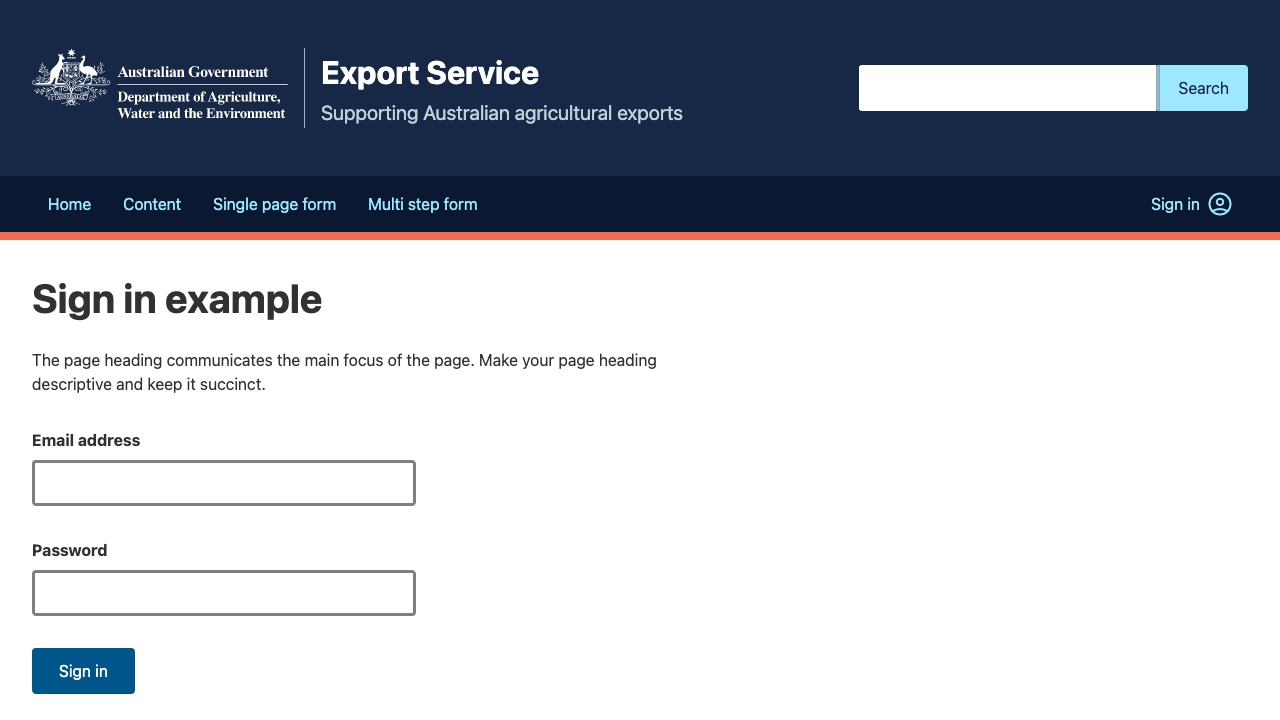 Australian Government
Department of Agriculture,
Water and the Environment
Export Service
Supporting Australian agricultural exports
Search
Home
Content
Single page form
Multi step form
Sign in
Sign in example
The page heading communicates the main focus of the page. Make your page heading
descriptive and keep it succinct.
Email address
Password
Sign in